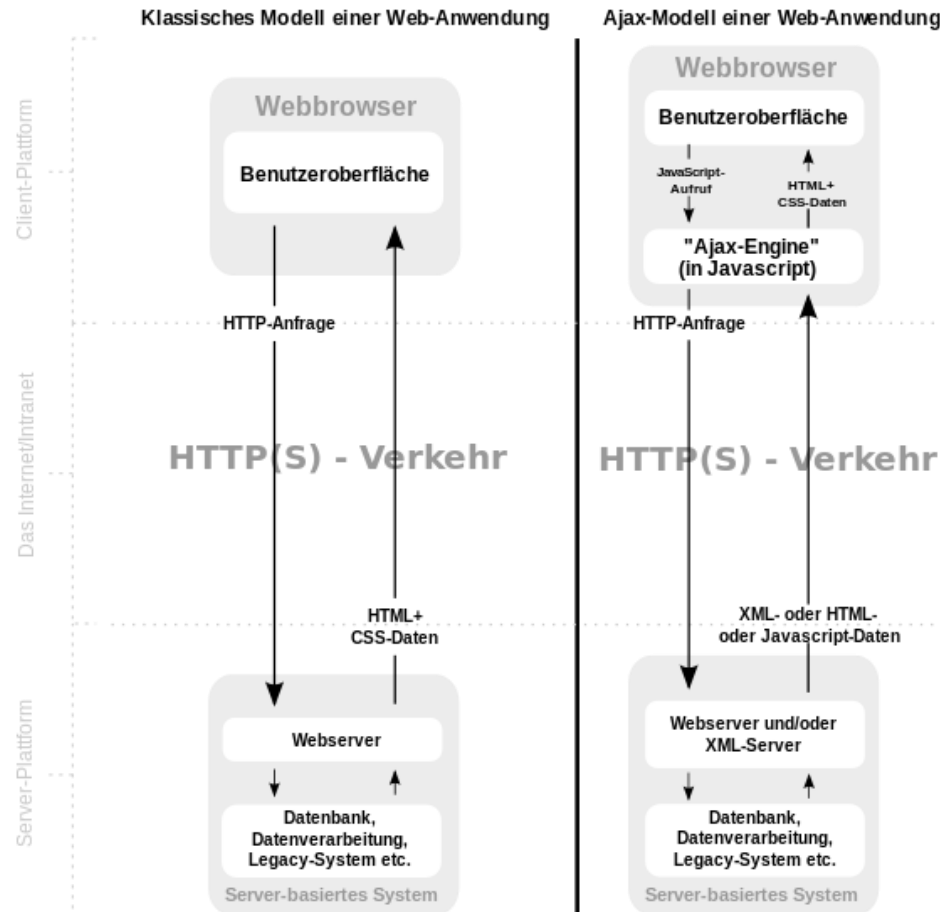 Klassisches Modell einer Web-Anwendung
Webbrowser
Benutzeroberfläche
HTTP-Anfrage
HTTP(S) - Verkehr
HTML+
CSS-Daten
Webserver
Datenbank,
Datenverarbeitung,
Legacy-System etc.
Server-basiertes System
Ajax-Modell einer Web-Anwendung
Webbrowser
Benutzeroberfläche
JavaScript-
Aufruf
HTML+
CSS-Daten
"Ajax-Engine"
(in Javascript)
HTTP-Anfrage
HTTP(S) - Verkehr
XML- oder HTML-
oder Javascript-Daten
Webserver und/oder
XML-Server
Datenbank,
Datenverarbeitung,
Legacy-System etc.
Server-basiertes System
Client-Plattform
Das Internet/Intranet
Server-Plattform